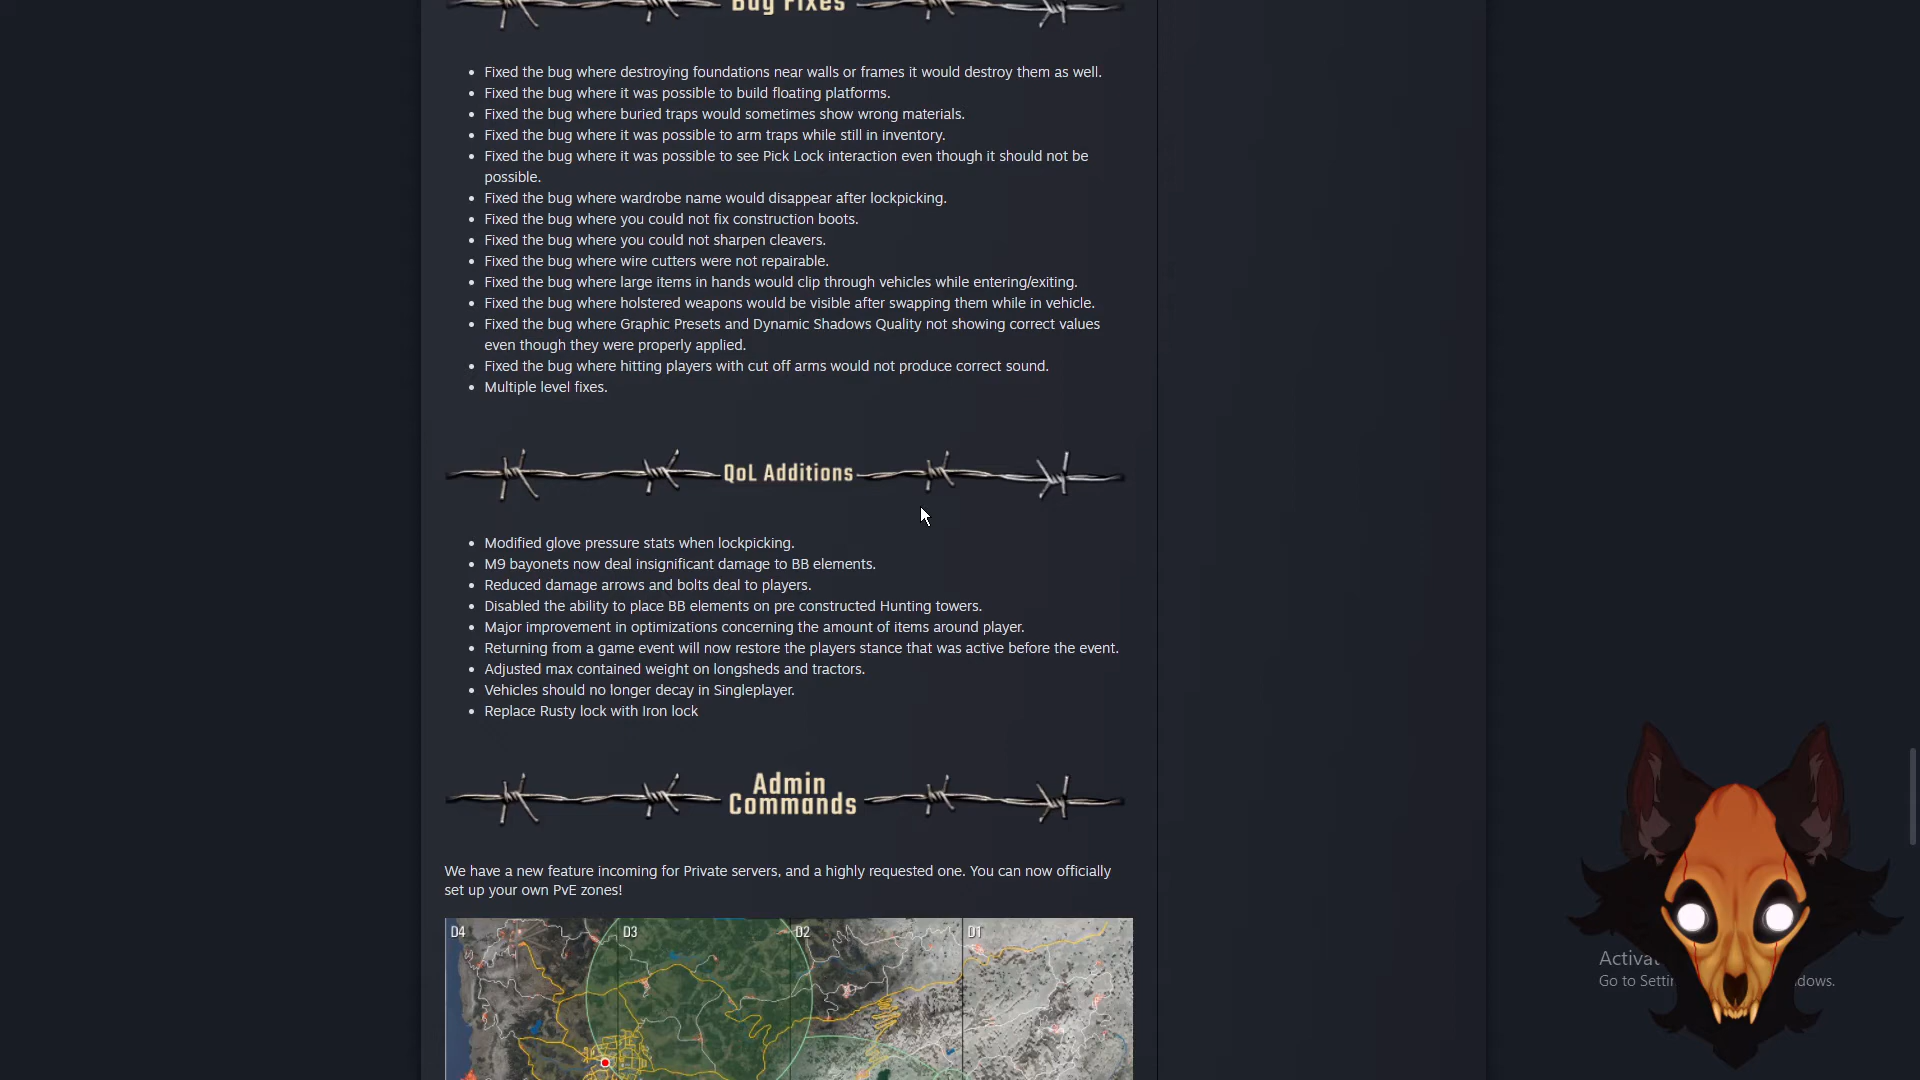 Bug Fixes
Fixed the bug where destroying foundations near walls or frames it would destroy them as well.
Fixed the bug where it was possible to build floating platforms.
Fixed the bug where buried traps would sometimes show wrong materials.
Fixed the bug where it was possible to arm traps while still in inventory.
Fixed the bug where it was possible to see Pick Lock interaction even though it should not be
possible.
Fixed the bug where wardrobe name would disappear after lockpicking.
Fixed the bug where you could not fix construction boots.
Fixed the bug where you could not sharpen cleavers.
Fixed the bug where wire cutters were not repairable.
Fixed the bug where large items in hands would clip through vehicles while entering/exiting.
Fixed the bug where holstered weapons would be visible after swapping them while in vehicle.
Fixed the bug where Graphic Presets and Dynamic Shadows Quality not showing correct values
even though they were properly applied.
Fixed the bug where hitting players with cut off arms would not produce correct sound.
Multiple level fixes.
QoL Additions
Modified glove pressure stats when lockpicking.
M9 bayonets now deal insignificant damage to BB elements.
Reduced damage arrows and bolts deal to players.
Disabled the ability to place BB elements on pre constructed Hunting towers.
Major improvement in optimizations concerning the amount of items around player.
Returning from a game event will now restore the players stance that was active before the event.
Adjusted max contained weight on longsheds and tractors.
Vehicles should no longer decay in Singleplayer.
Replace Rusty lock with Iron lock
Admin
Commands
We have a new feature incoming for Private servers, and a highly requested one. You can now officially
set up your own PvE zones!
D4 D3 D2 D1
Go to